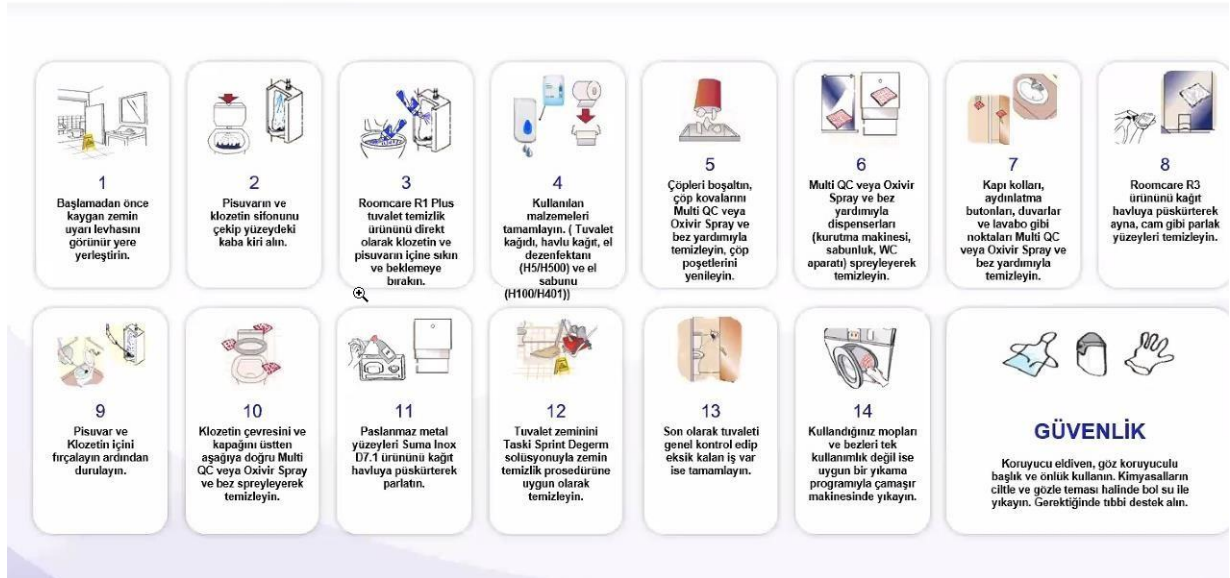 1
Başlamadan önce
kaygan zemin
uyarı levhasını
görünür yere
yerleştirin.
2
Pisuvarın ve
klozetin sifonunu
çekip yüzeydeki
kaba kiri alın.
3
Roomcare R1 Plus
tuvalet temizlik
ürününü direkt
olarak klozetin ve
pisuvarın içine sıkın
ve beklemeye
bırakın.
4
Kullanılan
malzemeleri
tamamlayın. ( Tuvalet
kağıdı, havlu kağıt, el
dezenfektanı
(H5/H500) ve el
sabunu
(H100/H401))
5
Çöpleri boşaltın,
çöp kovalarını
Multi QC veya
Oxivir Spray ve
bez yardımıyla
temizleyin, çöp
poşetlerini
yenileyin.
6
Multi QC veya Oxivir
Spray ve bez
yardımıyla
dispenserları
(kurutma makinesi,
sabunluk, WC
aparatı) spreyleyerek
temizleyin.
7
Kapı kolları,
aydınlatma
butonları, duvarlar
ve lavabo gibi
noktaları Multi QC
veya Oxivir Spray ve
bez yardımıyla
temizleyin.
8
Roomcare R3
ürününü kağıt
havluya püskürterek
ayna, cam gibi parlak
yüzeyleri temizleyin.
9
Pisuvar ve
Klozetin içini
fırçalayın ardından
durulayın.
10
Klozetin çevresini ve
kapağını üstten
aşağıya doğru Multi
QC veya Oxivir Spray
ve bez spreyleyerek
temizleyin.
11
Paslanmaz metal
yüzeyleri Suma Inox
D7.1 ürününü kağıt
havluya püskürterek
parlatın.
12
Tuvalet zeminini
Taski Sprint Degerm
solüsyonuyla zemin
temizlik prosedürüne
uygun olarak
temizleyin.
13
Son olarak tuvaleti
genel kontrol edip
eksik kalan iş var
ise tamamlayın.
14
Kullandığınız mopları
ve bezleri tek
kullanımlık değil ise
uygun bir yıkama
programıyla çamaşır
makinesinde yıkayın.
GÜVENLİK
Koruyucu eldiven, göz koruyuculu
başlık ve önlük kullanın. Kimyasalların
ciltle ve gözle teması halinde bol su ile
yıkayın. Gerektiğinde tıbbi destek alın.